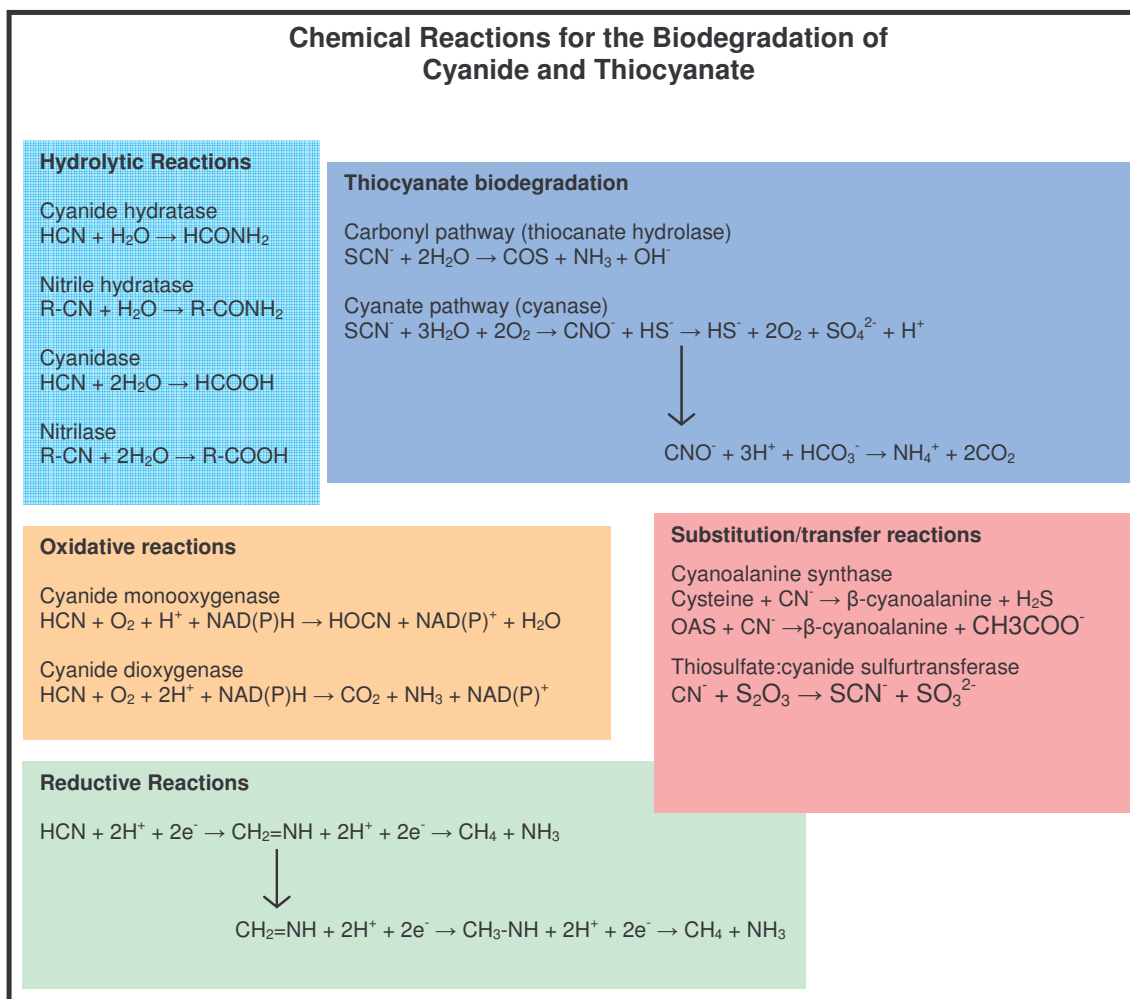 Chemical Reactions for the Biodegradation of
Cyanide and Thiocyanate
Hydrolytic Reactions
Cyanide hydratase
HCN + H₂O → HCONH₂
Nitrile hydratase
R-CN + H₂O → R-CONH₂
Cyanidase
HCN + 2H₂O → HCOOH
Nitrilase
R-CN + 2H₂O → R-COOH
Thiocyanate biodegradation
Carbonyl pathway (thiocanate hydrolase)
SCN⁻ + 2H₂O → COS + NH₃ + OH⁻
Cyanate pathway (cyanase)
SCN⁻ + 3H₂O + 2O₂ → CNO⁻ + HS⁻ → HS⁻ + 2O₂ + SO₄²⁻ + H⁺
CNO⁻ + 3H⁺ + HCO₃⁻ → NH₄⁺ + 2CO₂
Oxidative reactions
Cyanide monooxygenase
HCN + O₂ + H⁺ + NAD(P)H → HOCN + NAD(P)⁺ + H₂O
Cyanide dioxygenase
HCN + O₂ + 2H⁺ + NAD(P)H → CO₂ + NH₃ + NAD(P)⁺
Substitution/transfer reactions
Cyanoalanine synthase
Cysteine + CN⁻ → β-cyanoalanine + H₂S
OAS + CN⁻ →β-cyanoalanine + CH3COO⁻
Thiosulfate:cyanide sulfurtransferase
CN⁻ + S₂O₃ → SCN⁻ + SO₃²⁻
Reductive Reactions
HCN + 2H⁺ + 2e⁻ → CH₂=NH + 2H⁺ + 2e⁻ → CH₄ + NH₃
CH₂=NH + 2H⁺ + 2e⁻ → CH₃-NH + 2H⁺ + 2e⁻ → CH₄ + NH₃